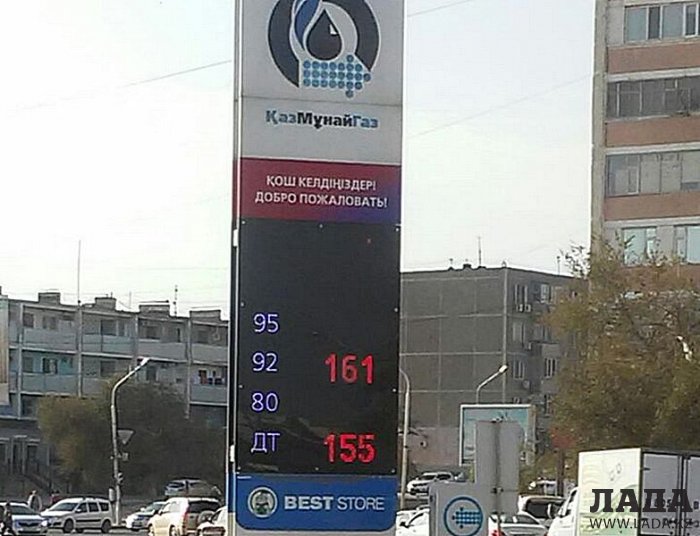 ҚазМұнайГаз
ҚОШ КЕЛДІҢІЗДЕР!
ДОБРО ПОЖАЛОВАТЬ!
95
92 161
80
ДТ 155
BEST STORE
ЛАДА
WWW.LADA.KZ